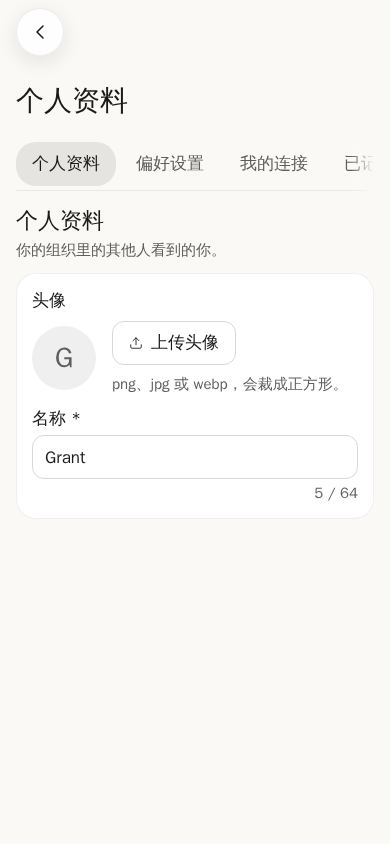 个人资料
个人资料 偏好设置 我的连接 已记
个人资料
你的组织里的其他人看到的你。
头像
G
上传头像
png、jpg 或 webp，会裁成正方形。
名称 *
Grant
5 / 64